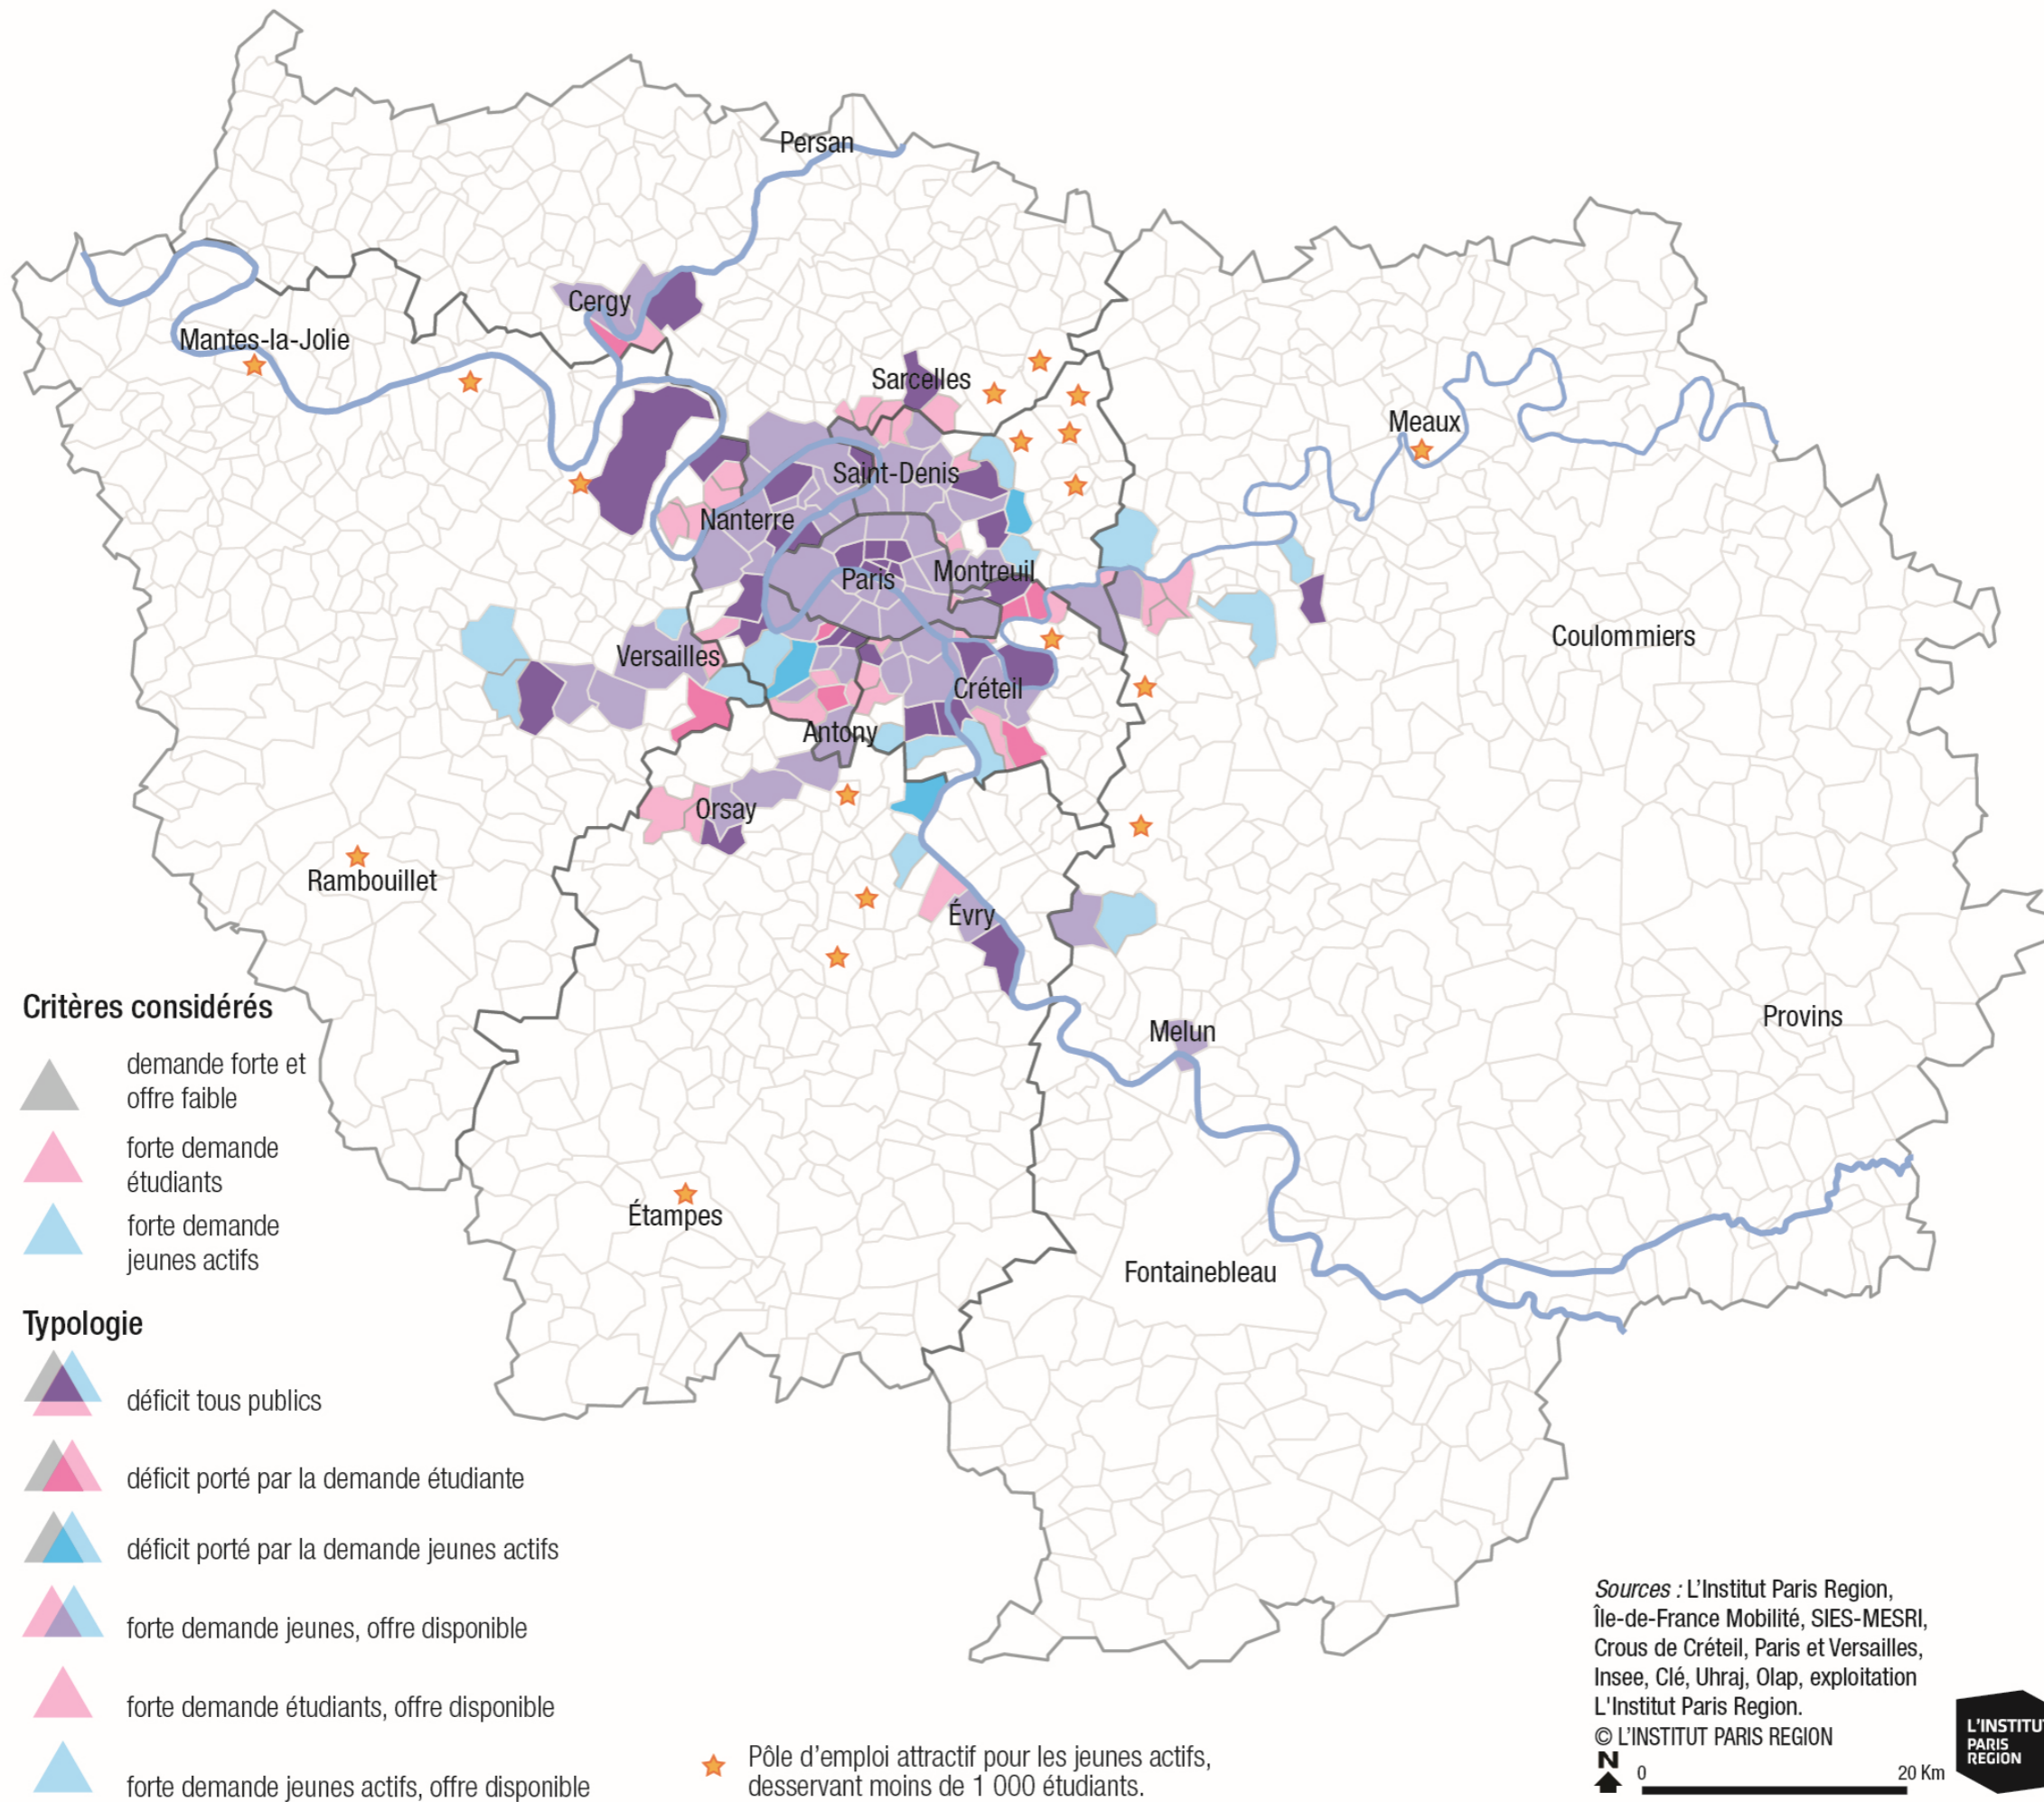 Persan
Cergy
Mantes-la-Jolie
Sarcelles
Meaux
Saint-Denis
Nanterre
Paris
Montreuil
Coulommiers
Versailles
Créteil
Antony
Orsay
Rambouillet
Évry
Melun
Provins
Étampes
Fontainebleau
Critères considérés
demande forte et
offre faible
forte demande
étudiants
forte demande
jeunes actifs
Typologie
déficit tous publics
déficit porté par la demande étudiante
déficit porté par la demande jeunes actifs
forte demande jeunes, offre disponible
forte demande étudiants, offre disponible
forte demande jeunes actifs, offre disponible
Pôle d'emploi attractif pour les jeunes actifs,
desservant moins de 1 000 étudiants.
Sources : L'Institut Paris Region,
Île-de-France Mobilité, SIES-MESRI,
Crous de Créteil, Paris et Versailles,
Insee, Clé, Uhraj, Olap, exploitation
L'Institut Paris Region.
© L'INSTITUT PARIS REGION
N
0 20 Km
L'INSTITUT
PARIS
REGION